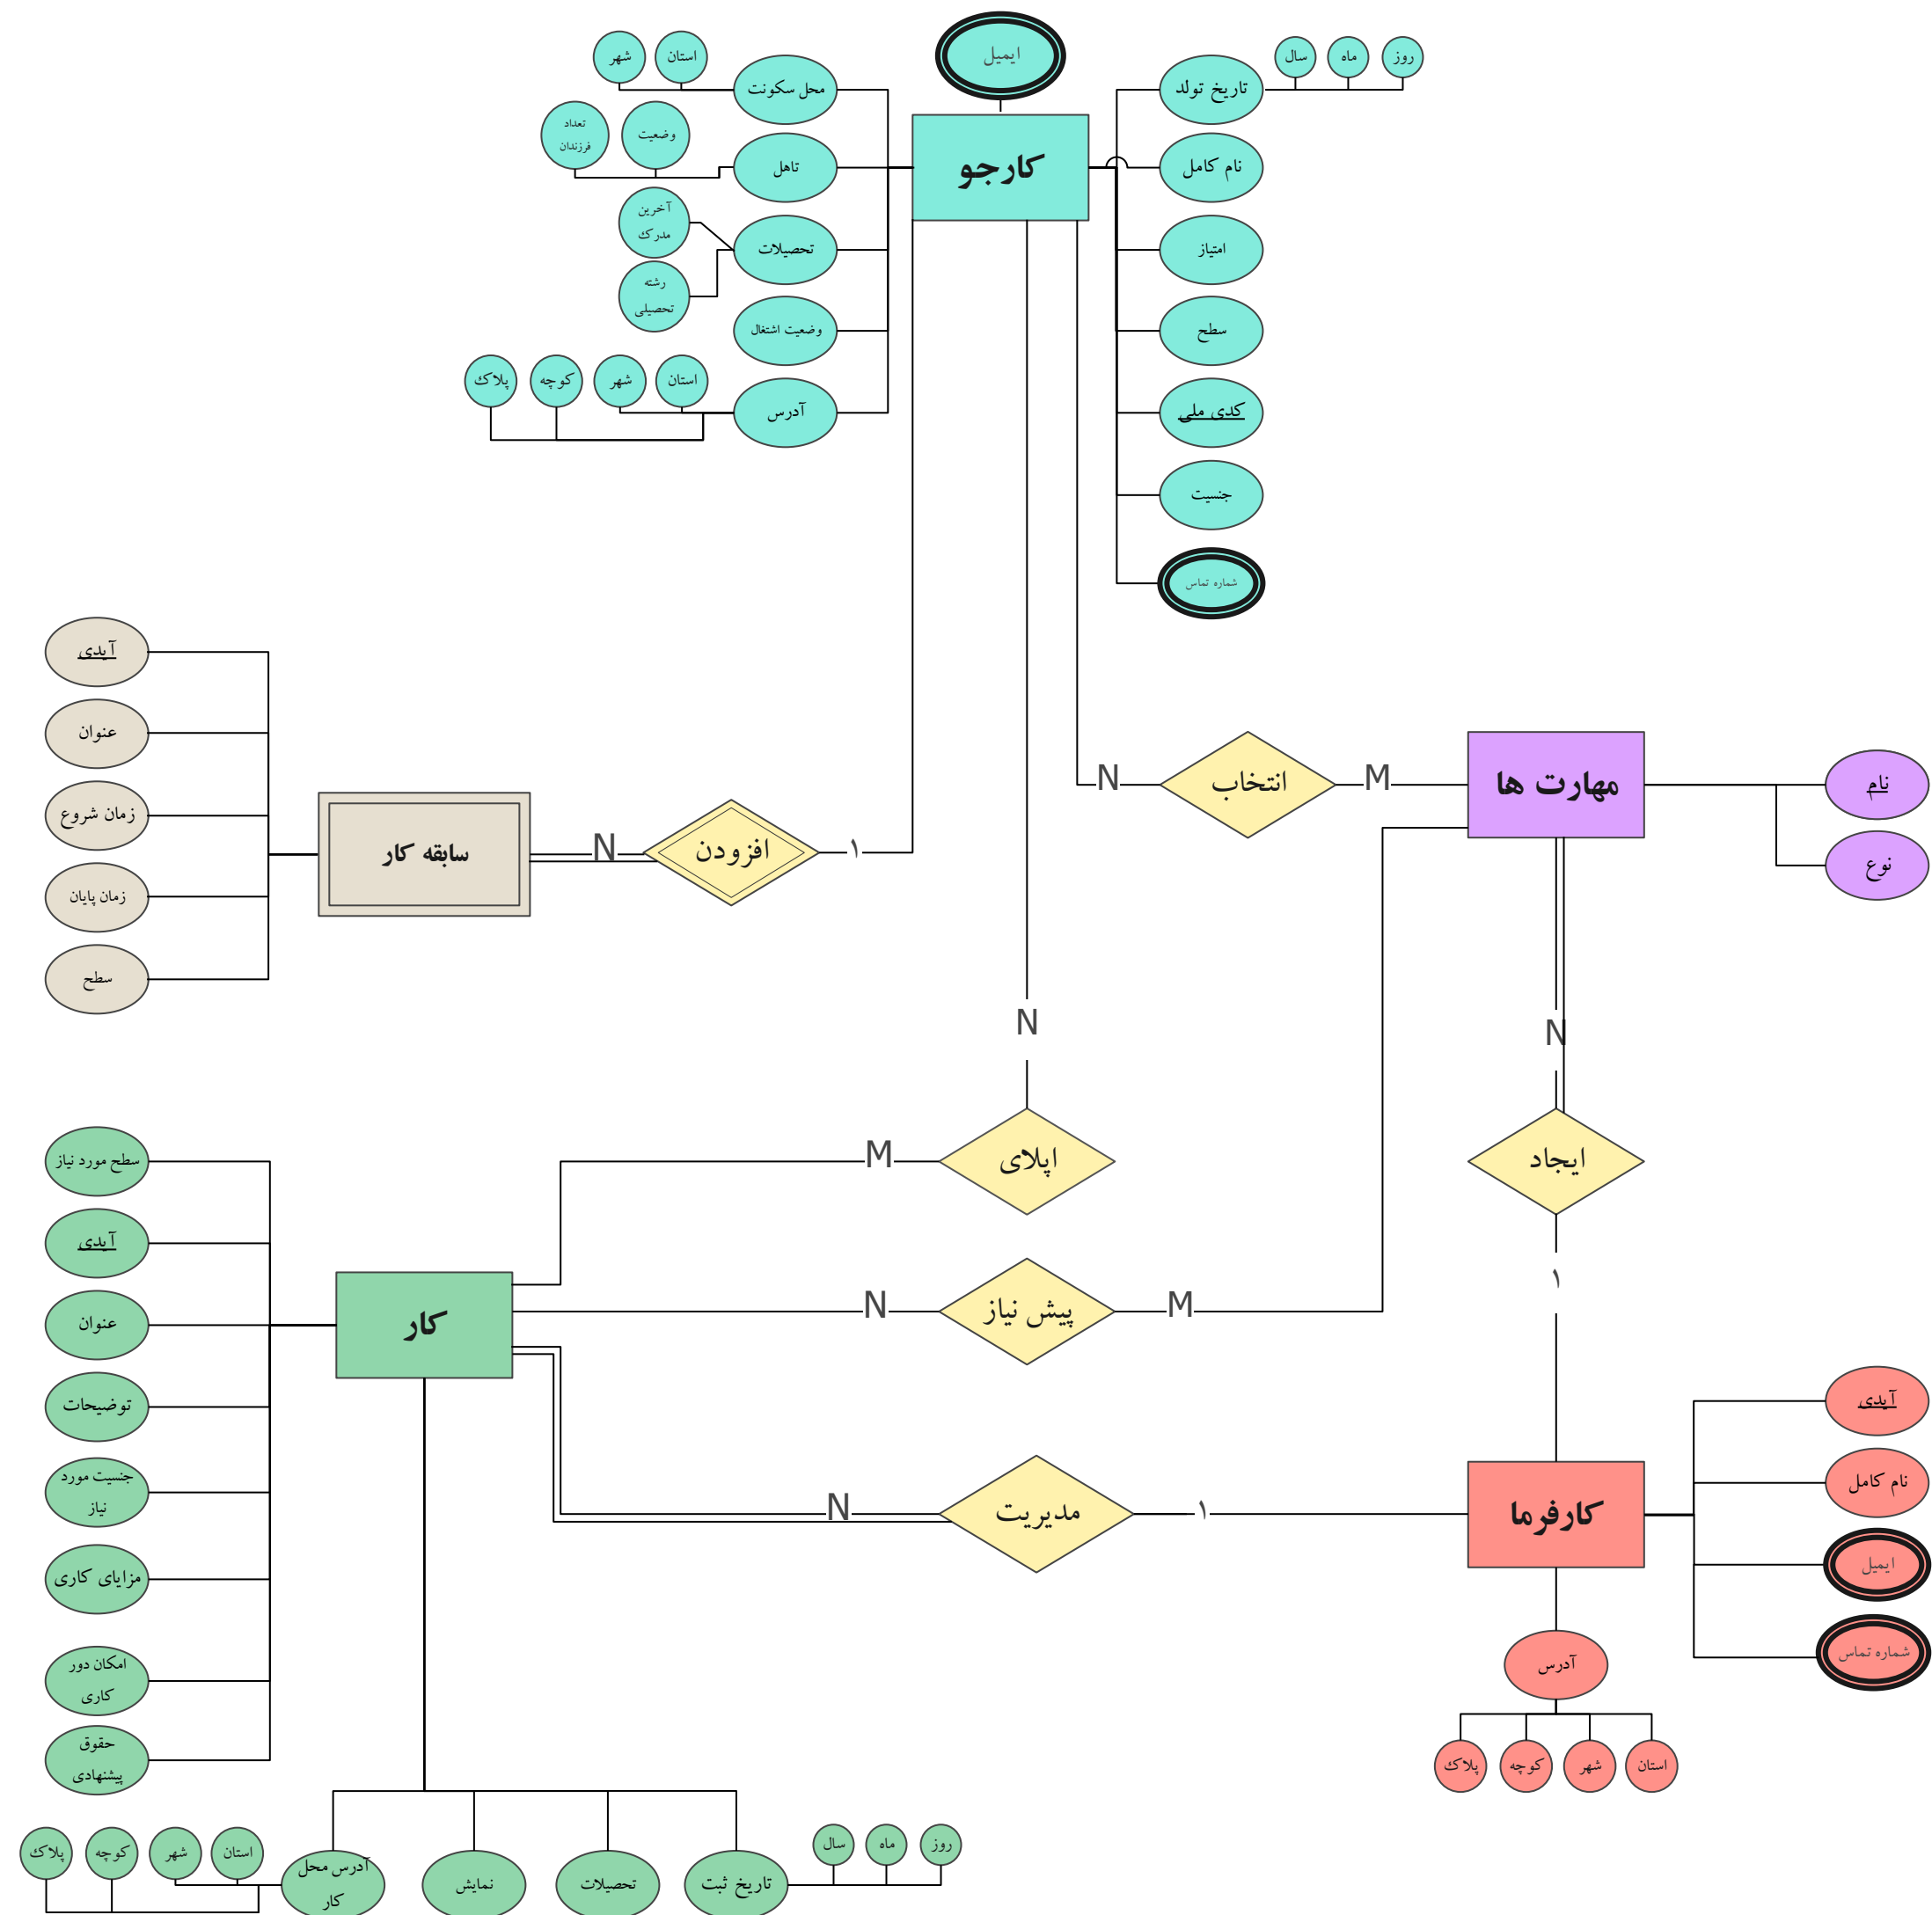 ایمیل
روز
ماه
سال
تاریخ تولد
استان
شهر
محل سکونت
کارجو
نام کامل
وضعیت
تعداد
فرزندان
تاهل
امتیاز
آخرین
مدرک
تحصیلات
رشته
تحصیلی
سطح
وضعیت اشتغال
کدی ملی
استان
شهر
کوچه
پلاک
آدرس
جنسیت
شماره تماس
آیدی
عنوان
زمان شروع
زمان پایان
سطح
سابقه کار
N
افزودن
۱
N
انتخاب
M
مهارت ها
نام
نوع
N
N
اپلای
M
ایجاد
۱
سطح مورد نیاز
آیدی
عنوان
توضیحات
جنسیت مورد
نیاز
مزایای کاری
امکان دور
کاری
حقوق
پیشنهادی
کار
N
پیش نیاز
M
N
مدیریت
۱
کارفرما
آیدی
نام کامل
ایمیل
شماره تماس
آدرس
استان
شهر
کوچه
پلاک
روز
ماه
سال
تاریخ ثبت
تحصیلات
نمایش
آدرس محل
کار
استان
شهر
کوچه
پلاک